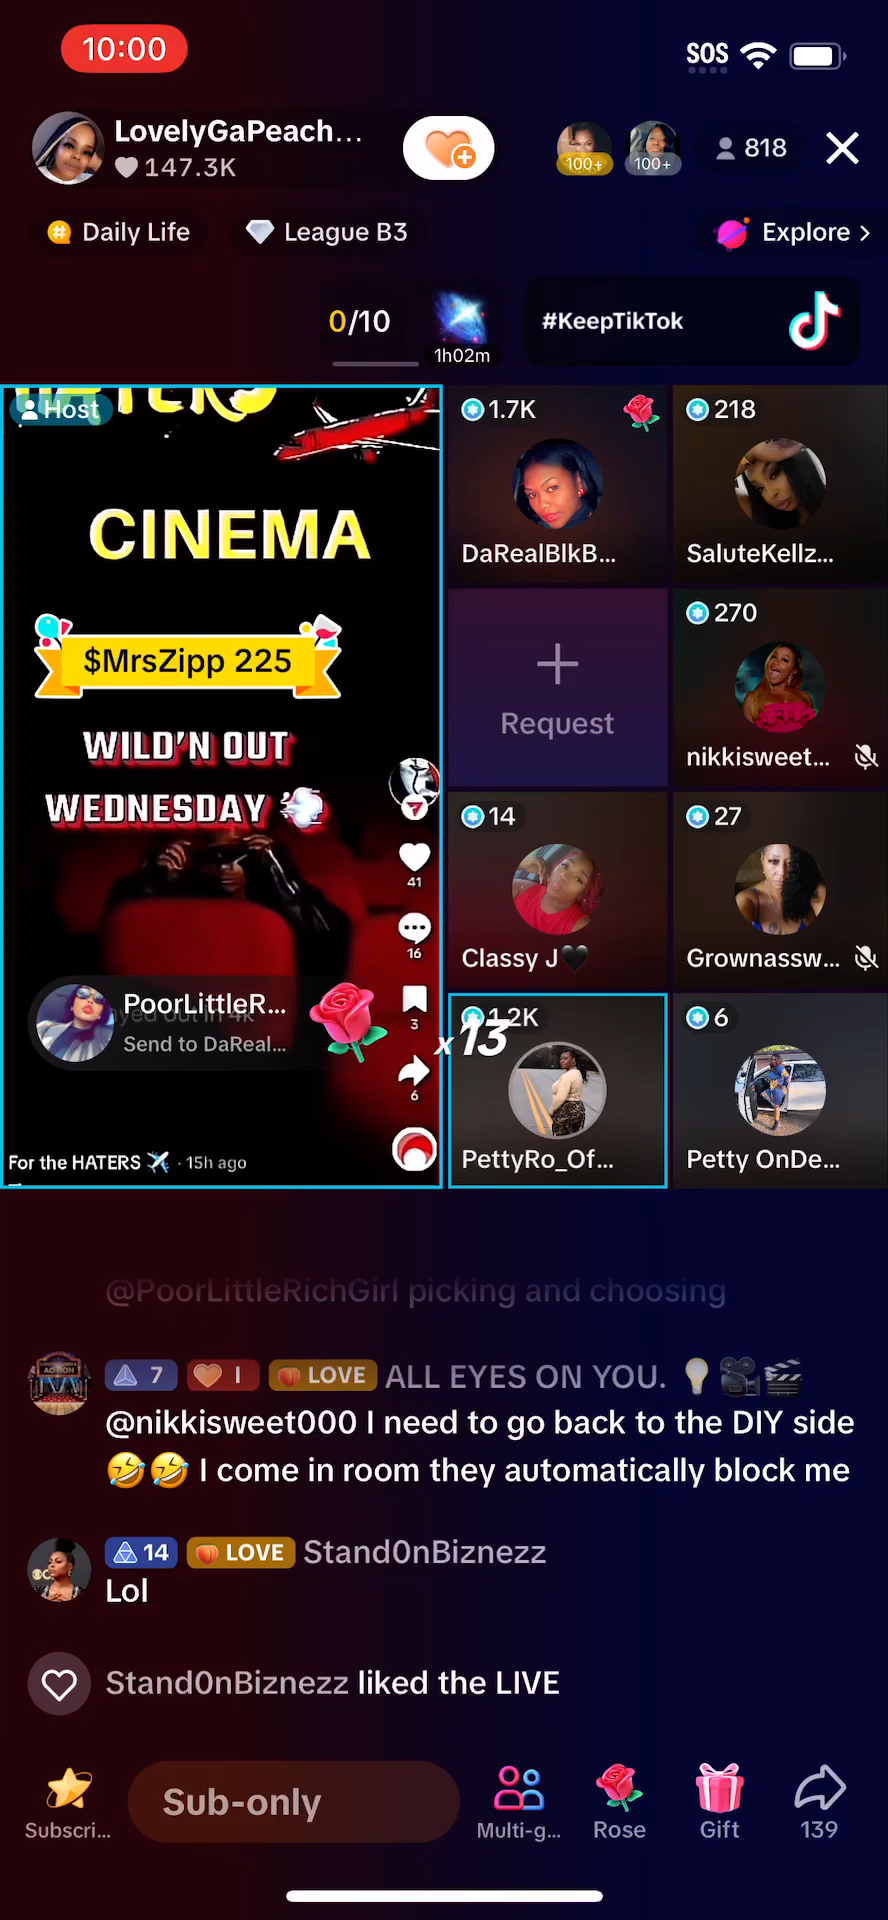 10:00
SOS
LovelyGaPeach...
147.3K
100+
100+
818
Daily Life
League B3
Explore >
0/10
1h02m
#KeepTikTok
Host
CINEMA
$MrsZipp 225
WILD'N OUT
WEDNESDAY
41
16
3
6
PoorLittleR...
Send to DaReal...
x13
For the HATERS ✈️ · 15h ago
1.7K
DaRealBlkB...
218
SaluteKellz...
Request
270
nikkisweet...
14
Classy J🖤
27
Grownassw...
1.2K
PettyRo_Of...
6
Petty OnDe...
@PoorLittleRichGirl picking and choosing
7 I LOVE ALL EYES ON YOU. 💡🎥🎬
@nikkisweet000 I need to go back to the DIY side
🤣🤣 I come in room they automatically block me
14 LOVE Stand0nBiznezz
Lol
Stand0nBiznezz liked the LIVE
Subscri...
Sub-only
Multi-g...
Rose
Gift
139